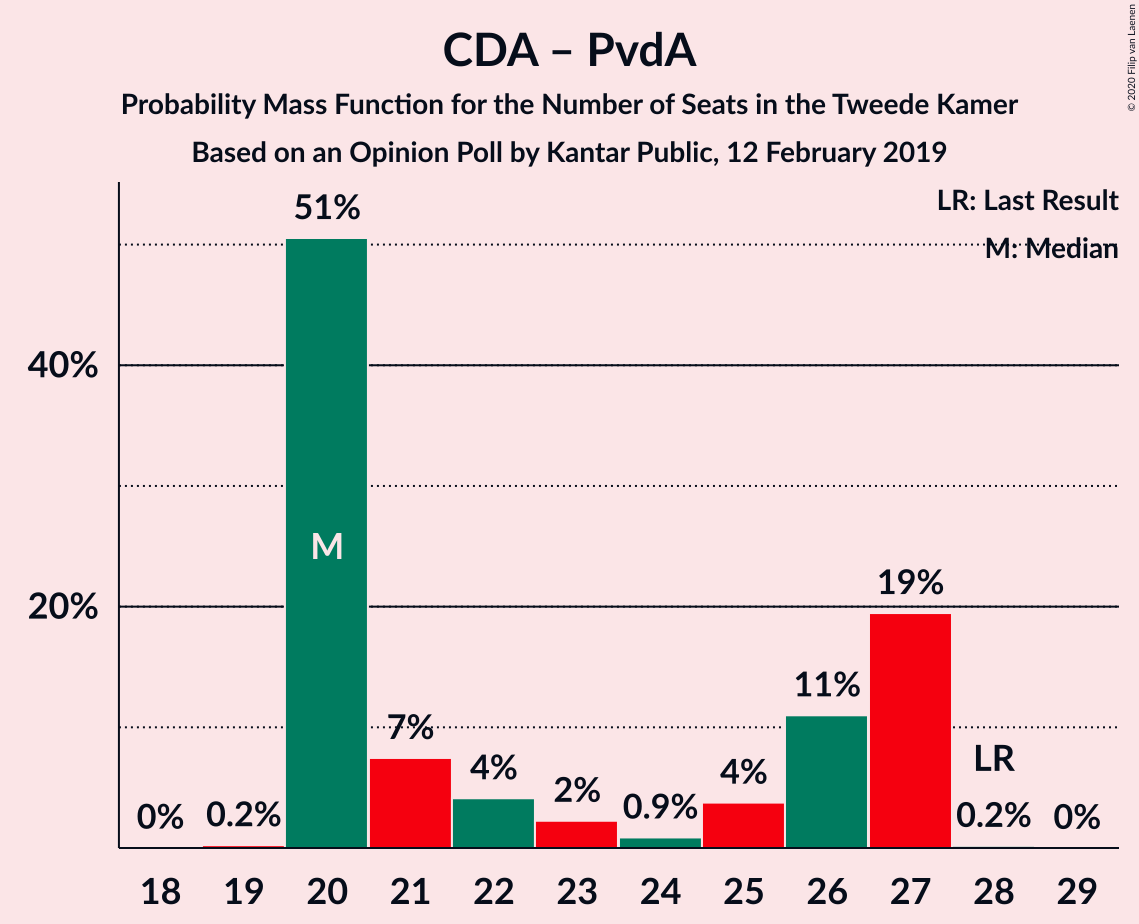 © 2020 Filip van Laenen
CDA – PvdA
Probability Mass Function for the Number of Seats in the Tweede Kamer
Based on an Opinion Poll by Kantar Public, 12 February 2019
LR: Last Result
M: Median
51%
40%
M
20%
19%
11%
7%
4%
4%
2%
0.9%
LR
0%
0.2%
0.2%
0%
18 19 20 21 22 23 24 25 26 27 28 29